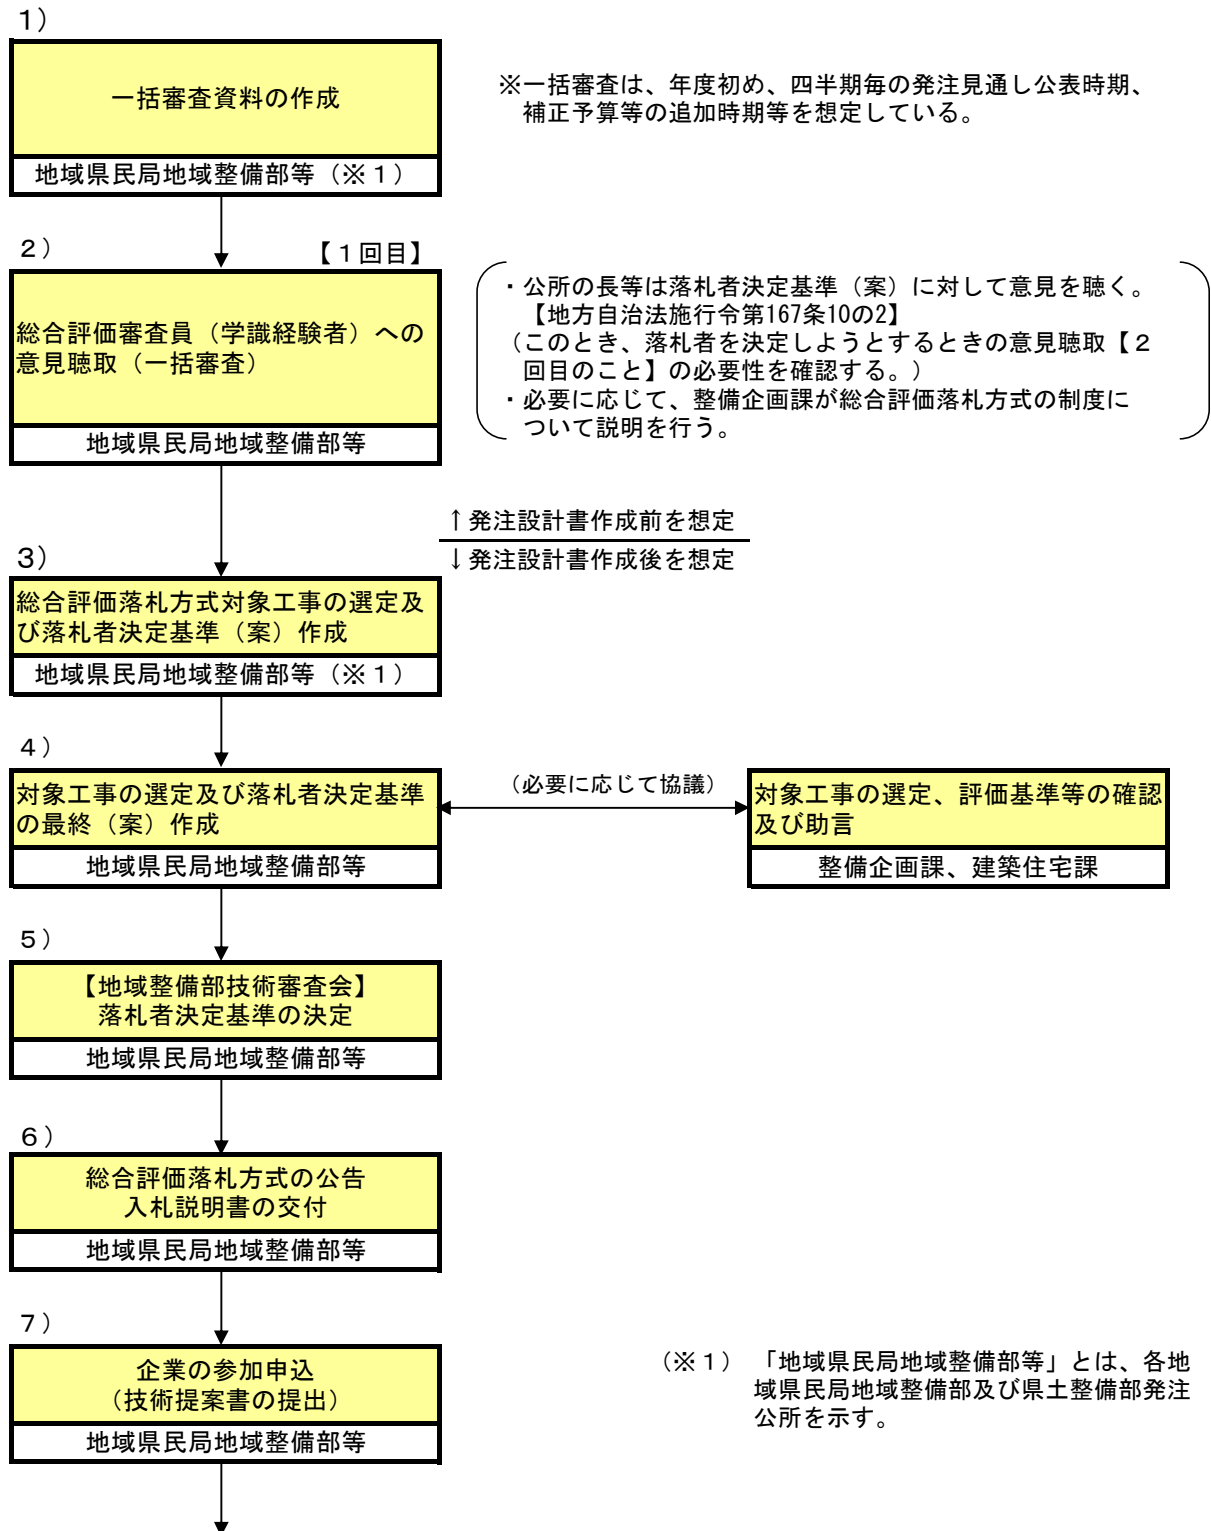 １）
一括審査資料の作成
地域県民局地域整備部等（※１）
※一括審査は、年度初め、四半期毎の発注見通し公表時期、
補正予算等の追加時期等を想定している。
２）
【１回目】
総合評価審査員（学識経験者）への
意見聴取（一括審査）
地域県民局地域整備部等
・公所の長等は落札者決定基準（案）に対して意見を聴く。
【地方自治法施行令第167条10の2】
（このとき、落札者を決定しようとするときの意見聴取【２
回目のこと】の必要性を確認する。）
・必要に応じて、整備企画課が総合評価落札方式の制度に
ついて説明を行う。
↑発注設計書作成前を想定
↓発注設計書作成後を想定
３）
総合評価落札方式対象工事の選定及
び落札者決定基準（案）作成
地域県民局地域整備部等（※１）
４）
対象工事の選定及び落札者決定基準
の最終（案）作成
地域県民局地域整備部等
（必要に応じて協議）
対象工事の選定、評価基準等の確認
及び助言
整備企画課、建築住宅課
５）
【地域整備部技術審査会】
落札者決定基準の決定
地域県民局地域整備部等
６）
総合評価落札方式の公告
入札説明書の交付
地域県民局地域整備部等
７）
企業の参加申込
（技術提案書の提出）
地域県民局地域整備部等
（※１）　「地域県民局地域整備部等」とは、各地
域県民局地域整備部及び県土整備部発注
公所を示す。